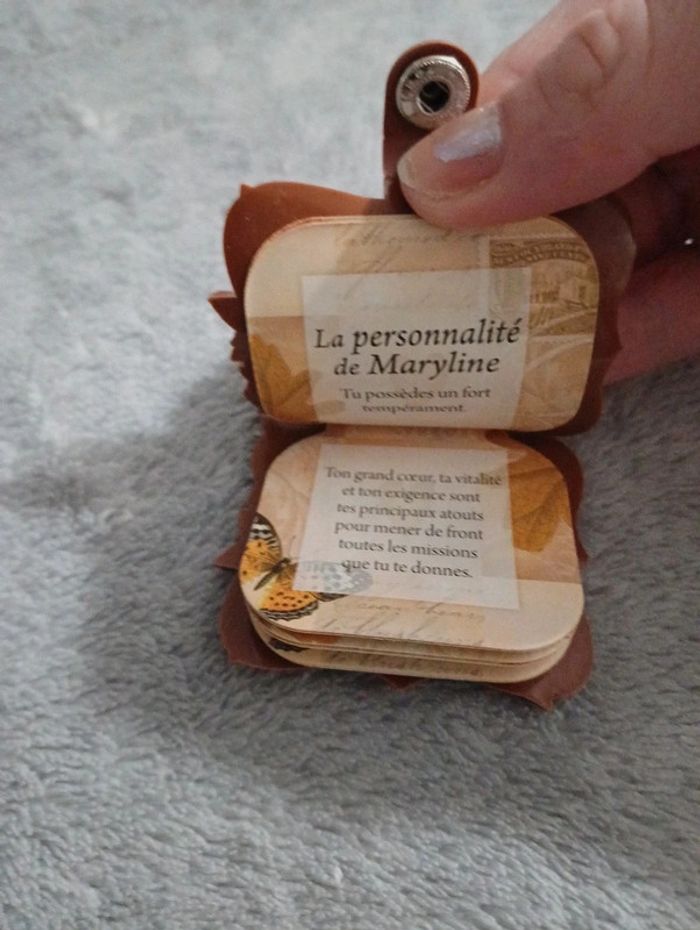 La personnalité
de Maryline
Tu possèdes un fort
tempérament.
Ton grand cœur, ta vitalité
et ton exigence sont
tes principaux atouts
pour mener de front
toutes les missions
que tu te donnes.